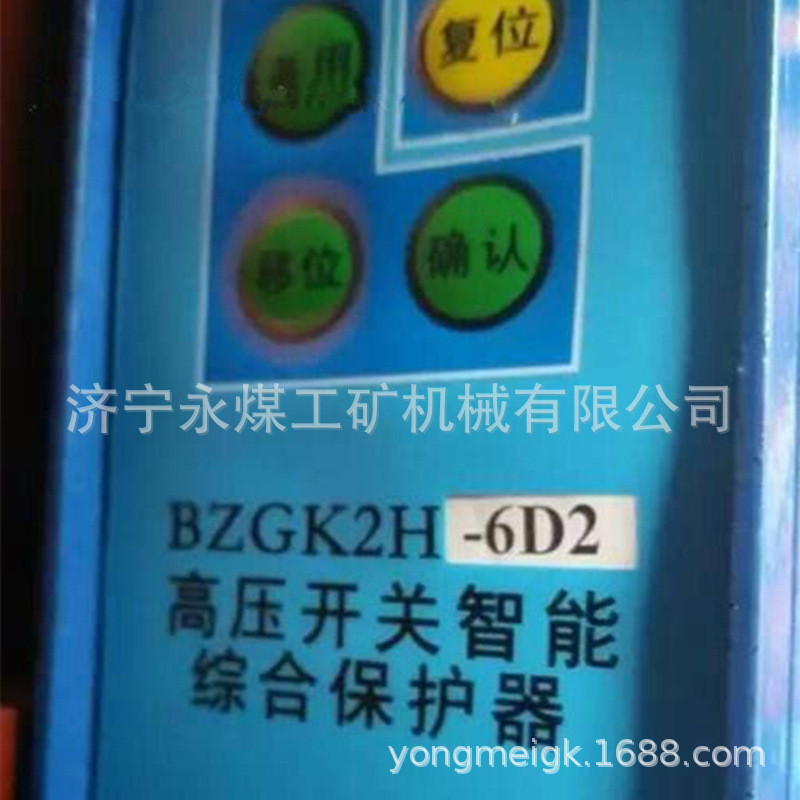 复位
移位
确认
济宁永煤工矿机械有限公司
BZGK2H -6D2
高压开关智能
综合保护器
yongmeigk.1688.com